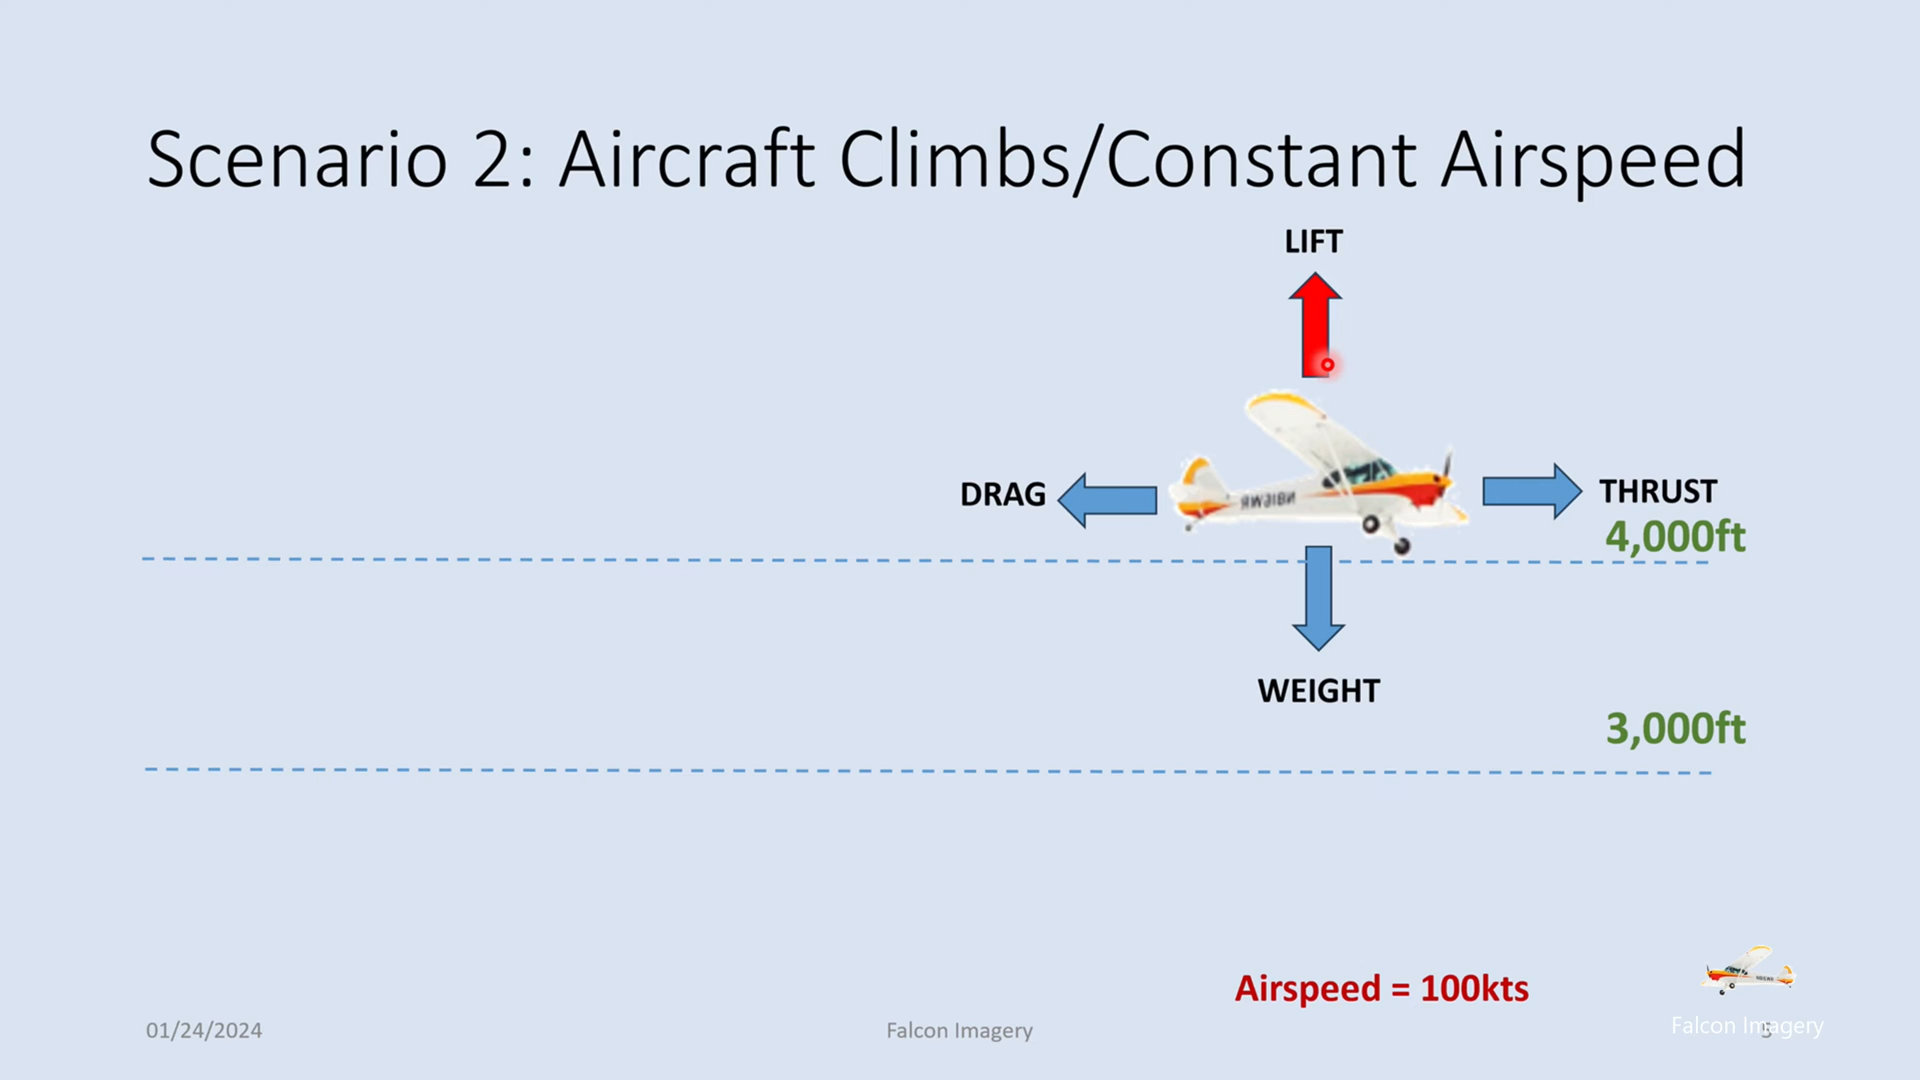 Scenario 2: Aircraft Climbs/Constant Airspeed
LIFT
DRAG
THRUST
4,000ft
WEIGHT
3,000ft
Airspeed = 100kts
01/24/2024
Falcon Imagery
Falcon Imagery
5